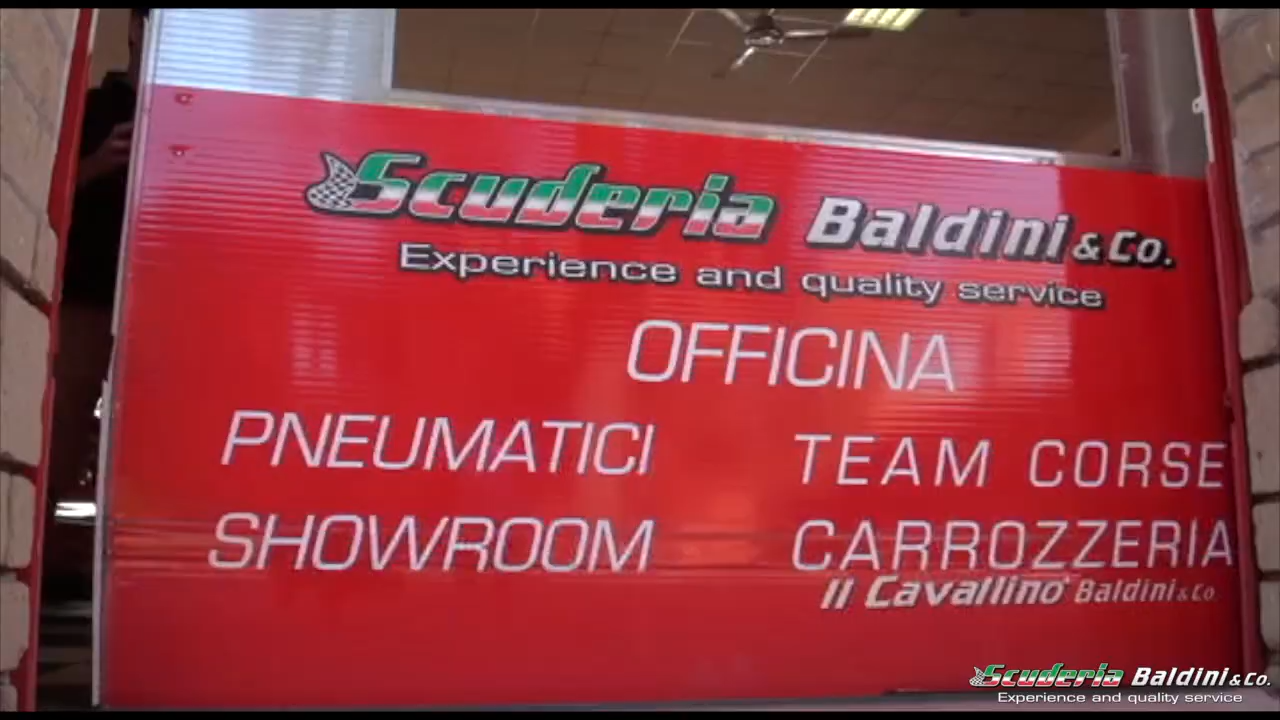 Scuderia Baldini & Co.
Experience and quality service
OFFICINA
PNEUMATICI TEAM CORSE
SHOWROOM CARROZZERIA
Il Cavallino Baldini & Co.
Scuderia Baldini & Co.
Experience and quality service